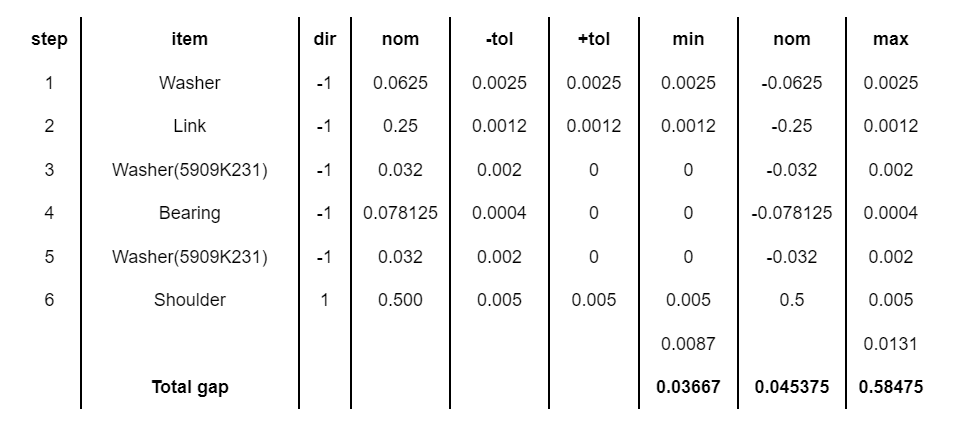 step item dir nom -tol +tol min nom max
1 Washer -1 0.0625 0.0025 0.0025 0.0025 -0.0625 0.0025
2 Link -1 0.25 0.0012 0.0012 0.0012 -0.25 0.0012
3 Washer(5909K231) -1 0.032 0.002 0 0 -0.032 0.002
4 Bearing -1 0.078125 0.0004 0 0 -0.078125 0.0004
5 Washer(5909K231) -1 0.032 0.002 0 0 -0.032 0.002
6 Shoulder 1 0.500 0.005 0.005 0.005 0.5 0.005
0.0087 0.0131
Total gap 0.03667 0.045375 0.58475